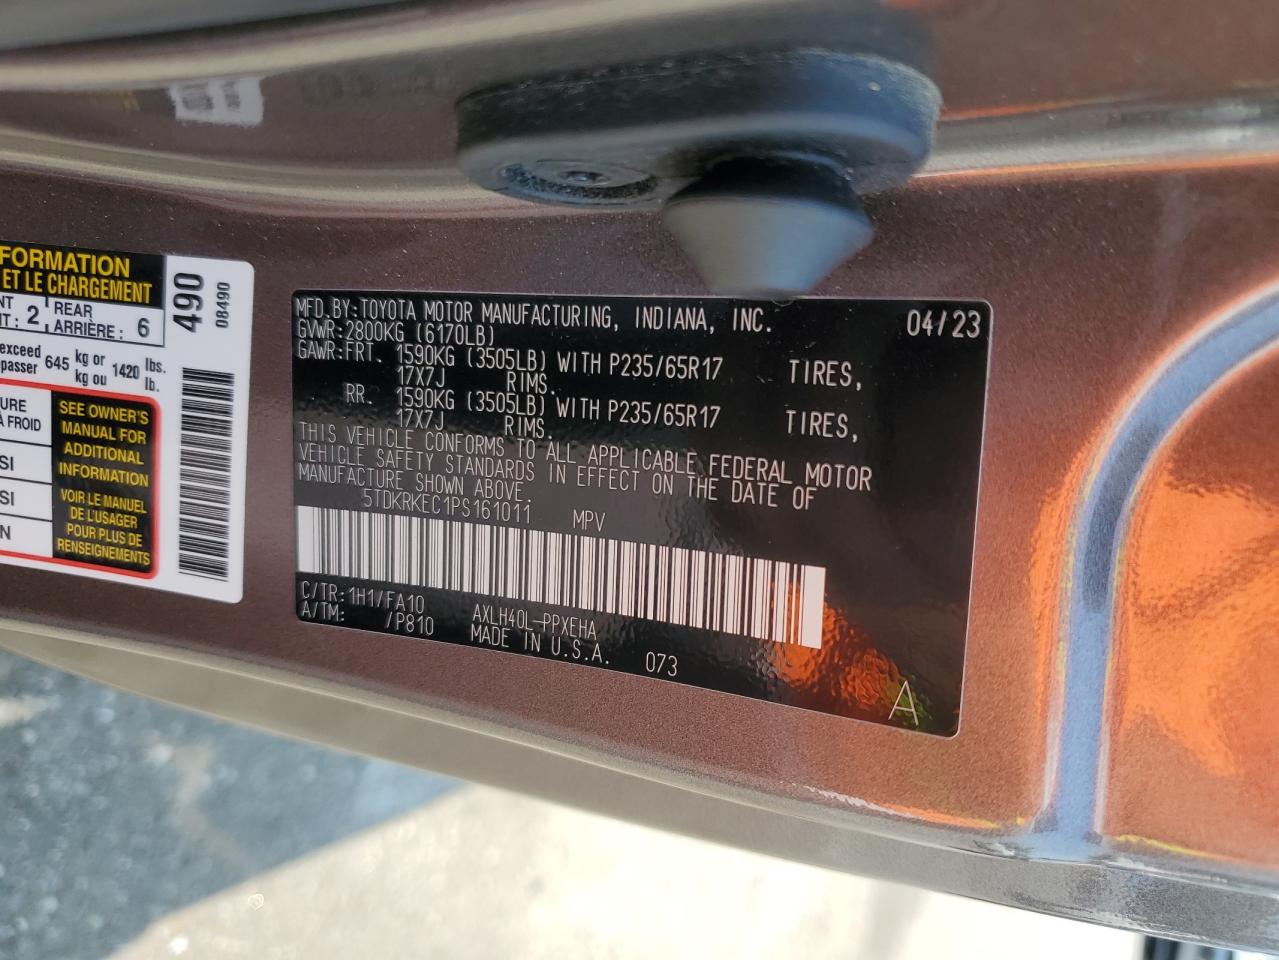 FORMATION
ET LE CHARGEMENT
NT : 2
REAR
ARRIÈRE : 6
exceed
passer 645 kg or
kg ou 1420 lbs.
lb.
URE
À FROID
SI
SI
N
SEE OWNER'S
MANUAL FOR
ADDITIONAL
INFORMATION
VOIR LE MANUEL
DE L'USAGER
POUR PLUS DE
RENSEIGNEMENTS
490
08490
MFD.BY:TOYOTA MOTOR MANUFACTURING, INDIANA, INC. 04/23
GVWR:2800KG (6170LB)
GAWR:FRT. 1590KG (3505LB) WITH P235/65R17 TIRES,
17X7J RIMS.
RR. 1590KG (3505LB) WITH P235/65R17 TIRES,
17X7J RIMS.
THIS VEHICLE CONFORMS TO ALL APPLICABLE FEDERAL MOTOR
VEHICLE SAFETY STANDARDS IN EFFECT ON THE DATE OF
MANUFACTURE SHOWN ABOVE.
5TDKRKEC1PS161011 MPV
C/TR:1H1/FA10 AXLH40L-PPXEHA
A/TM: /P810 MADE IN U.S.A. 073
A